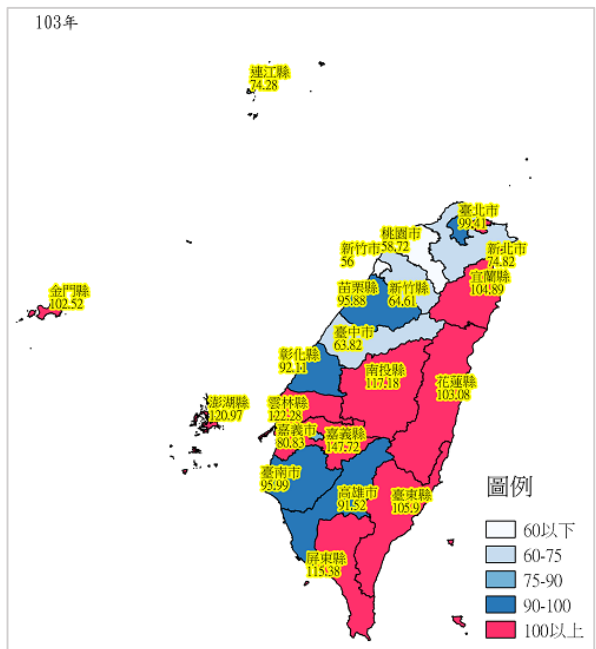 103年
連江縣
74.28
臺北市
99.41
桃園市
58.72
新竹市
56
新北市
74.82
宜蘭縣
104.89
金門縣
102.52
苗栗縣
95.88
新竹縣
64.61
臺中市
63.82
彰化縣
92.11
南投縣
117.18
花蓮縣
103.08
澎湖縣
120.97
雲林縣
122.28
嘉義市
80.83
嘉義縣
147.72
臺南市
95.99
高雄市
91.52
臺東縣
105.9
屏東縣
115.38
圖例
60以下
60-75
75-90
90-100
100以上